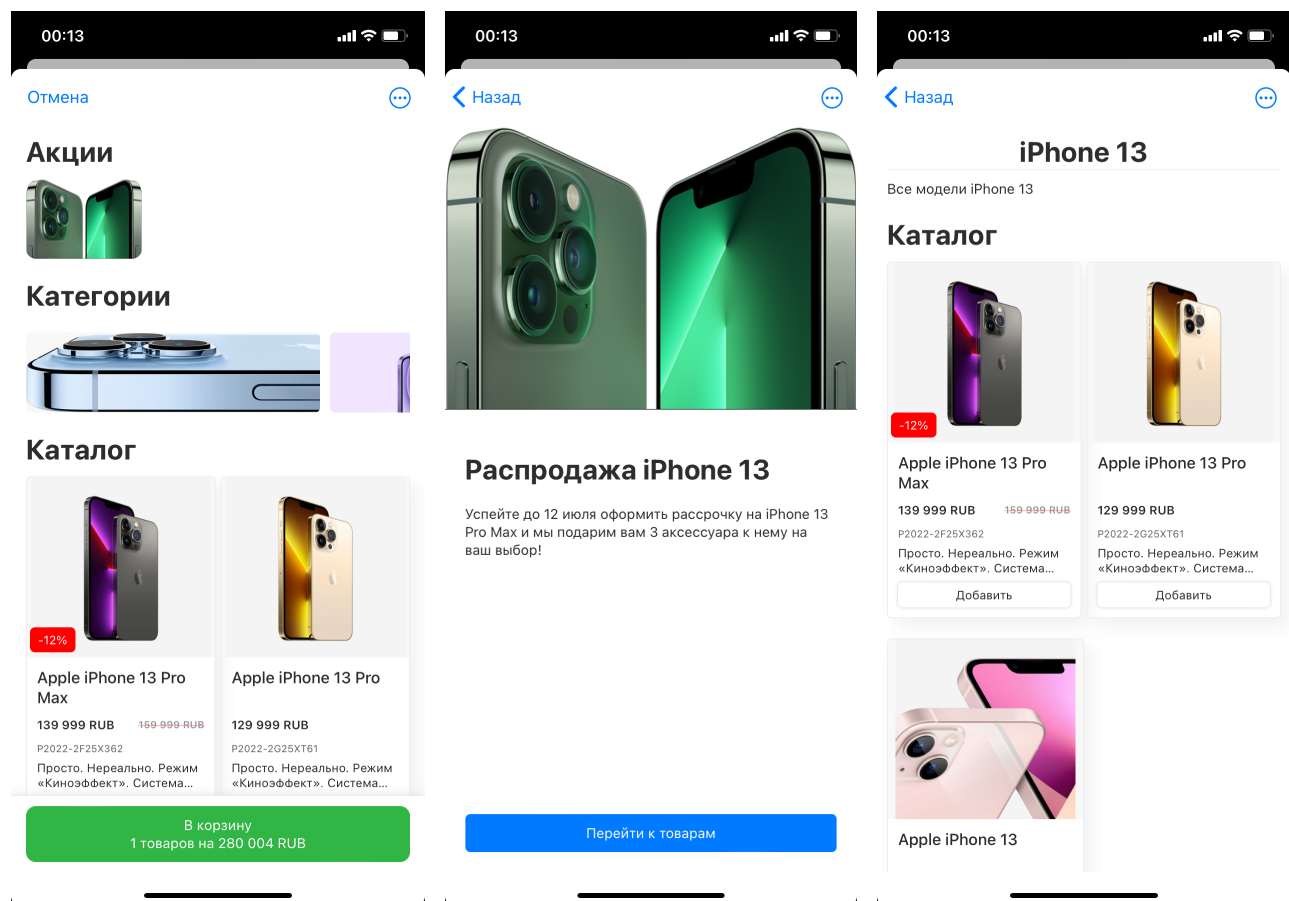 00:13
Отмена
Акции
Категории
Каталог
-12%
Apple iPhone 13 Pro
Max
139 999 RUB 159 999 RUB
P2022-2F25X362
Просто. Нереально. Режим
«Киноэффект». Система...
Apple iPhone 13 Pro
129 999 RUB
P2022-2G25XT61
Просто. Нереально. Режим
«Киноэффект». Система...
В корзину
1 товаров на 280 004 RUB
00:13
Назад
Распродажа iPhone 13
Успейте до 12 июля оформить рассрочку на iPhone 13
Pro Max и мы подарим вам 3 аксессуара к нему на
ваш выбор!
Перейти к товарам
00:13
Назад
iPhone 13
Все модели iPhone 13
Каталог
-12%
Apple iPhone 13 Pro
Max
139 999 RUB 159 999 RUB
P2022-2F25X362
Просто. Нереально. Режим
«Киноэффект». Система...
Добавить
Apple iPhone 13 Pro
129 999 RUB
P2022-2G25XT61
Просто. Нереально. Режим
«Киноэффект». Система...
Добавить
Apple iPhone 13